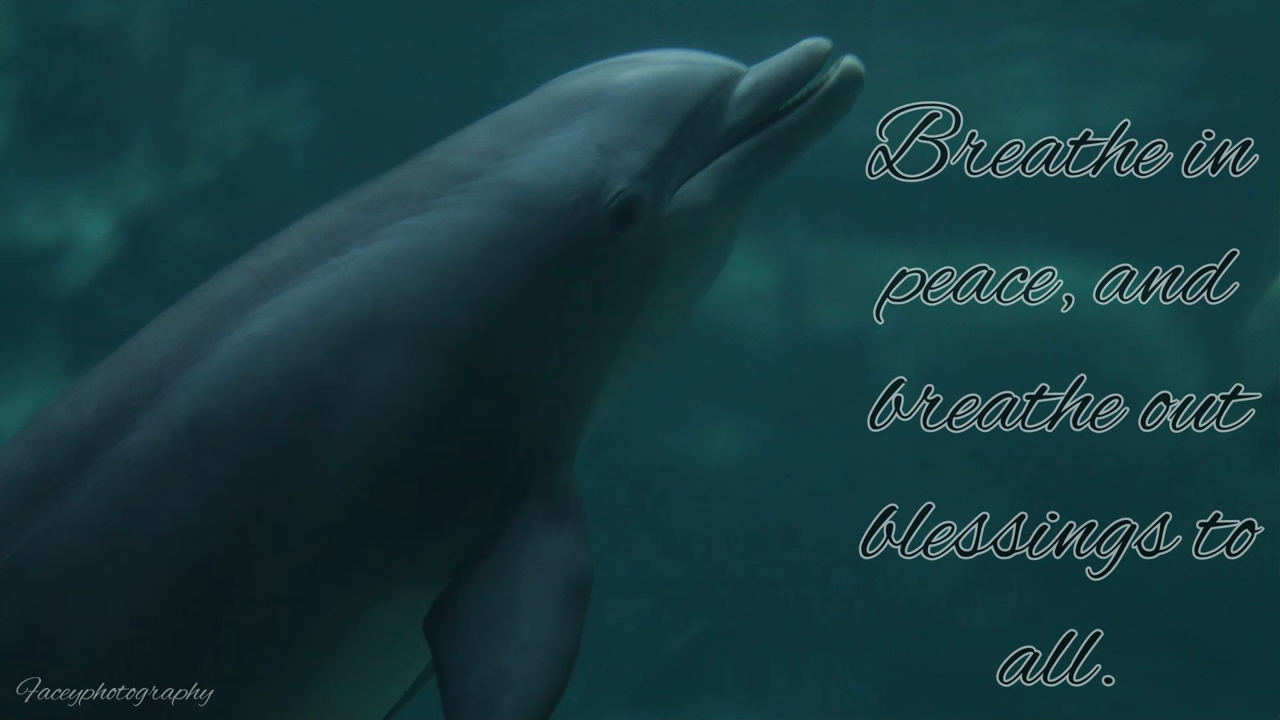 Breathe in
peace, and
breathe out
blessings to
all.
Faceyphotography